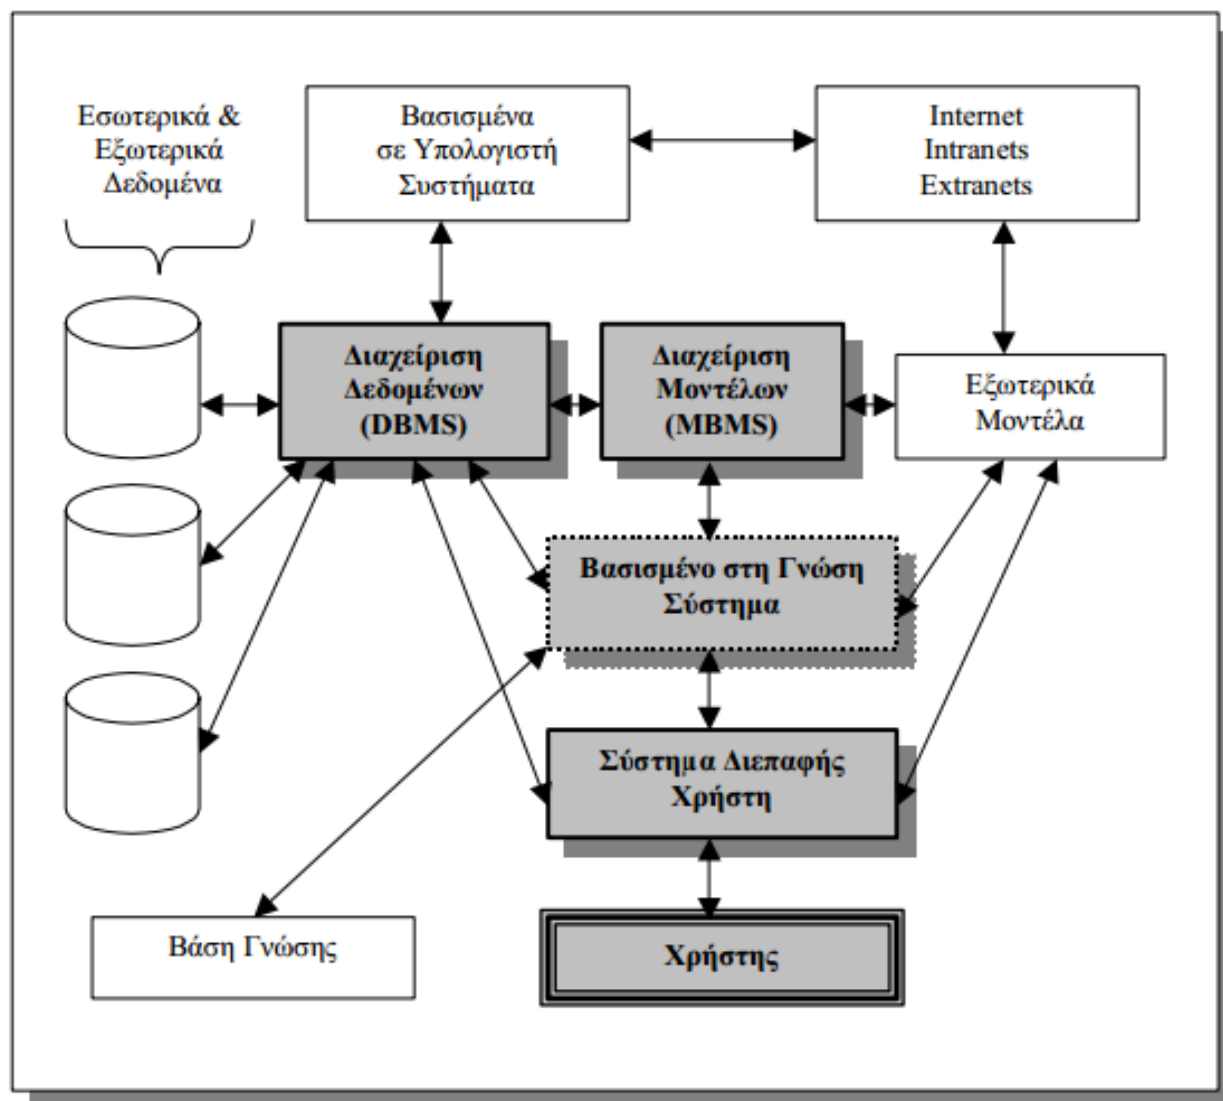 Εσωτερικά &
Εξωτερικά
Δεδομένα
Βασισμένα
σε Υπολογιστή
Συστήματα
Internet
Intranets
Extranets
Διαχείριση
Δεδομένων
(DBMS)
Διαχείριση
Μοντέλων
(MBMS)
Εξωτερικά
Μοντέλα
Βασισμένο στη Γνώση
Σύστημα
Σύστημα Διεπαφής
Χρήστη
Βάση Γνώσης
Χρήστης